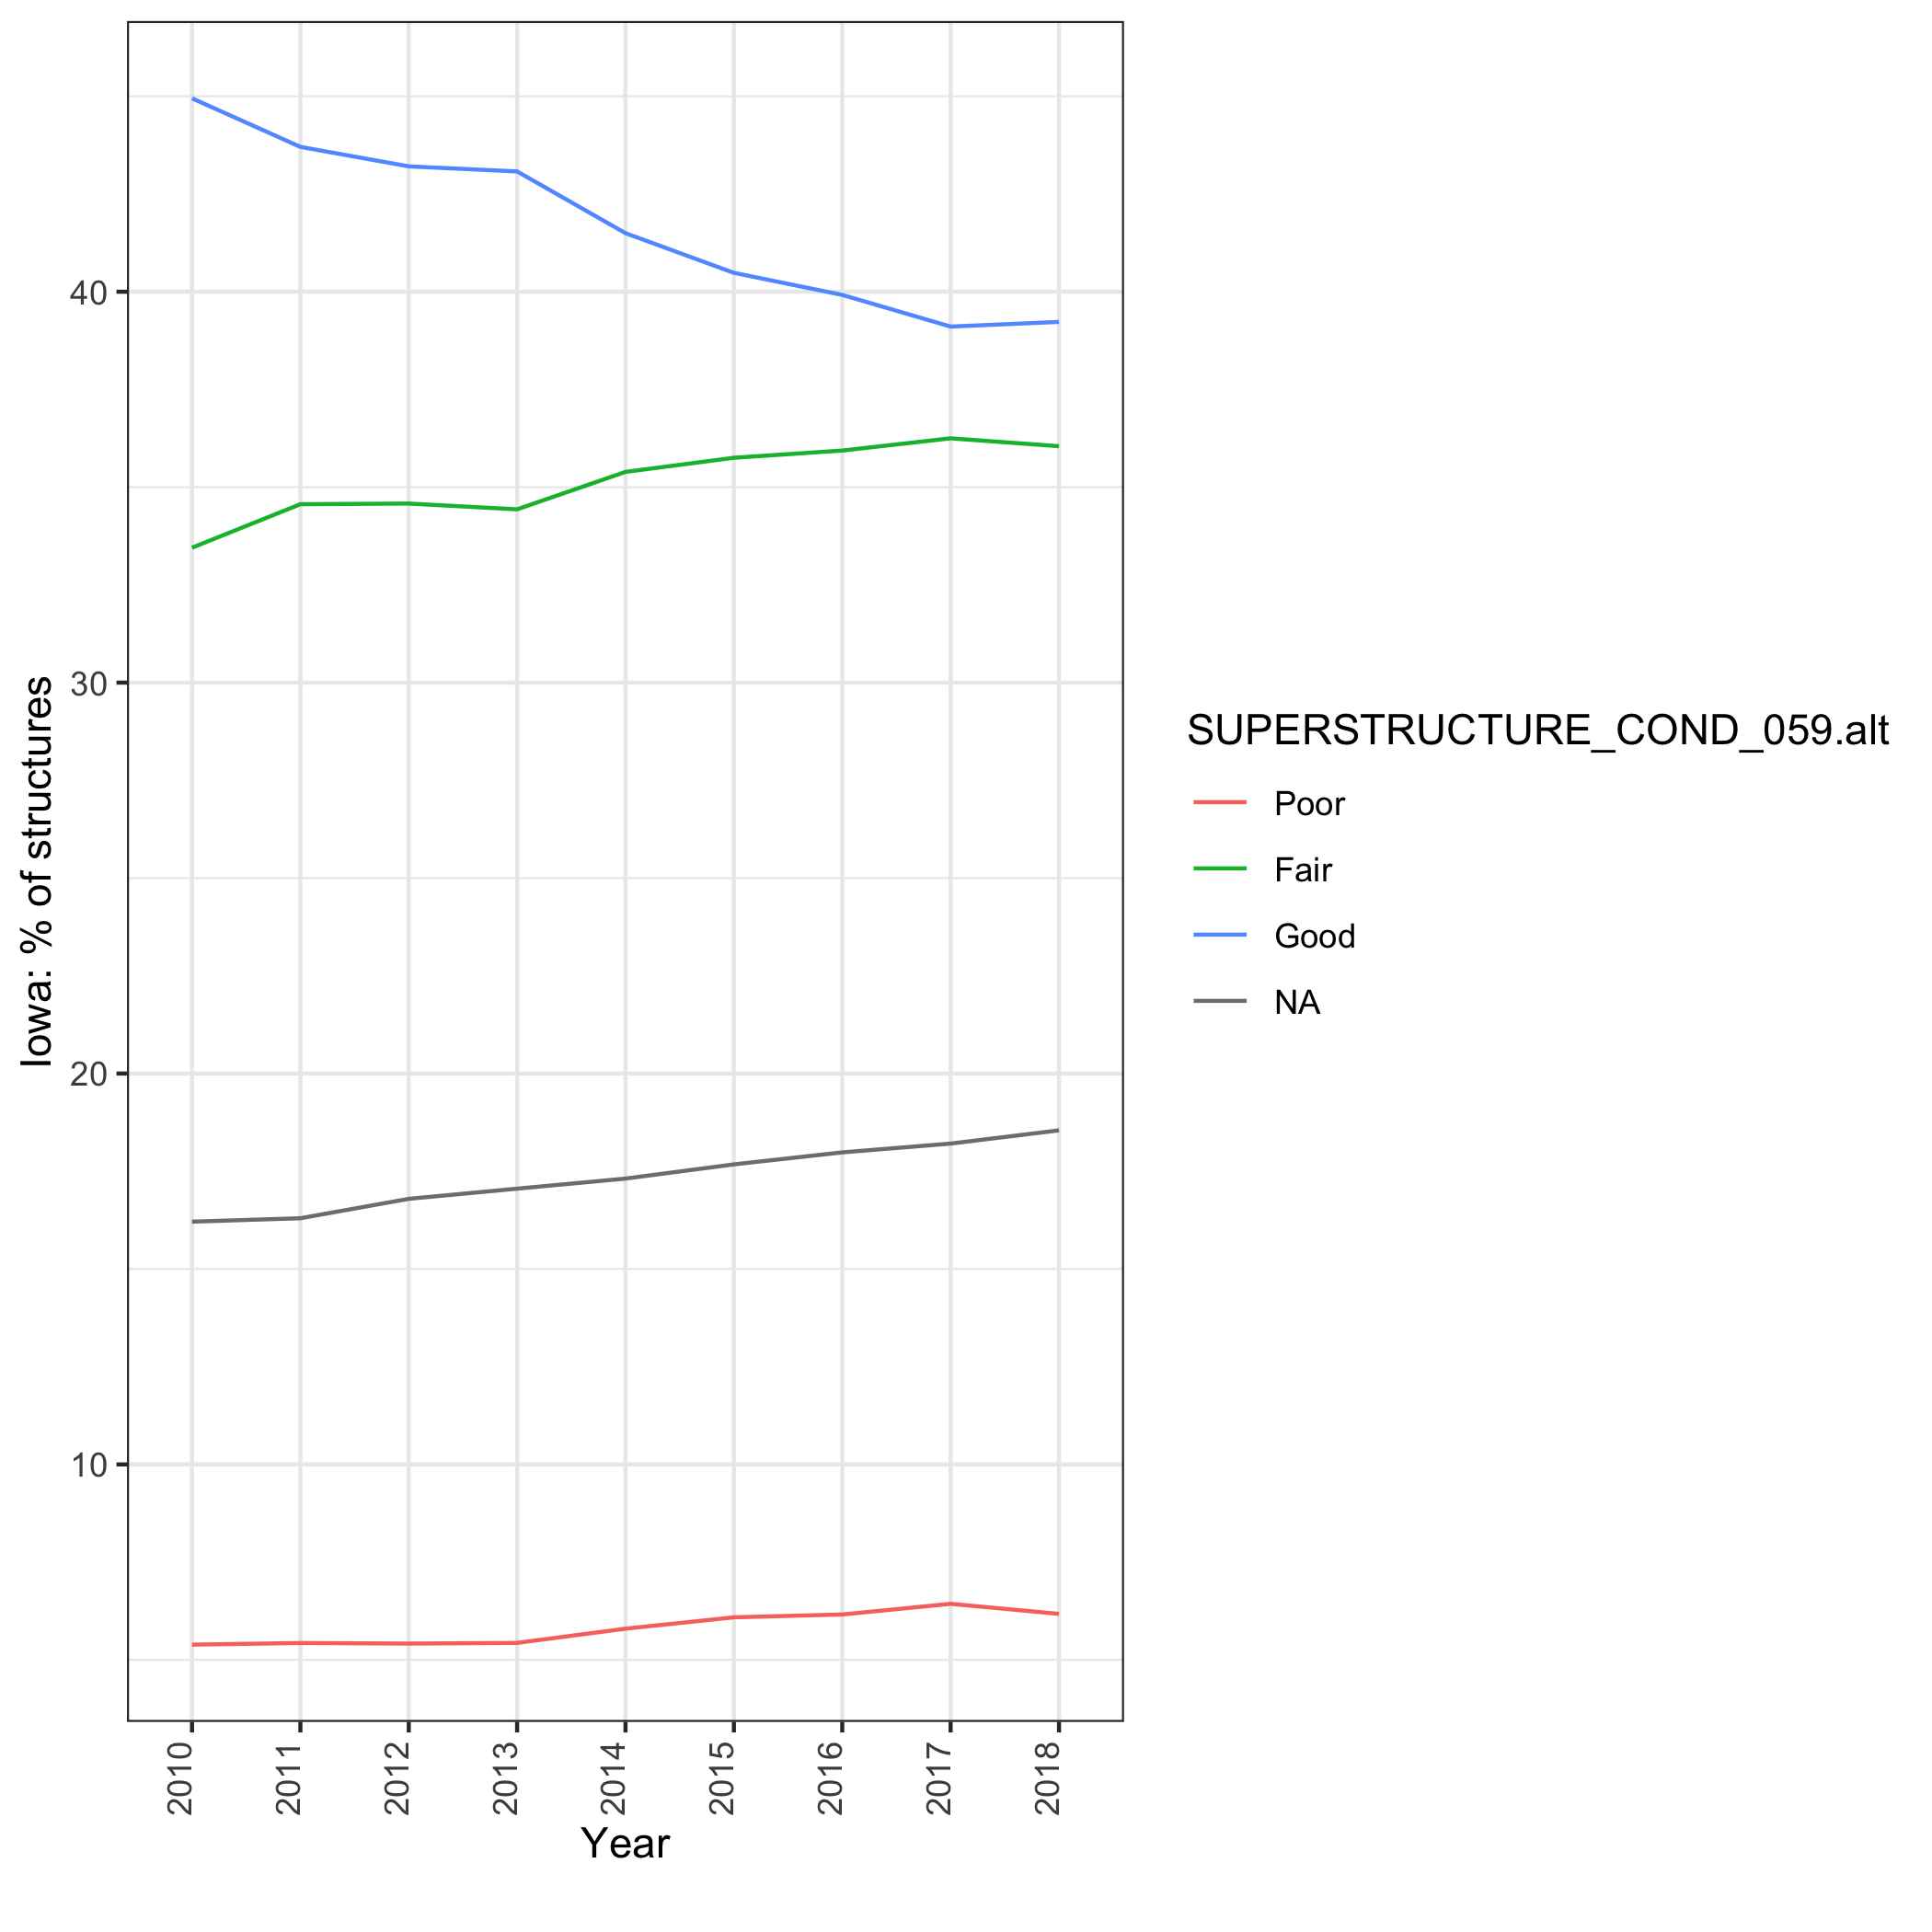 Iowa: % of structures
40
30
20
10
2010
2011
2012
2013
2014
2015
2016
2017
2018
Year
SUPERSTRUCTURE_COND_059.alt
Poor
Fair
Good
NA